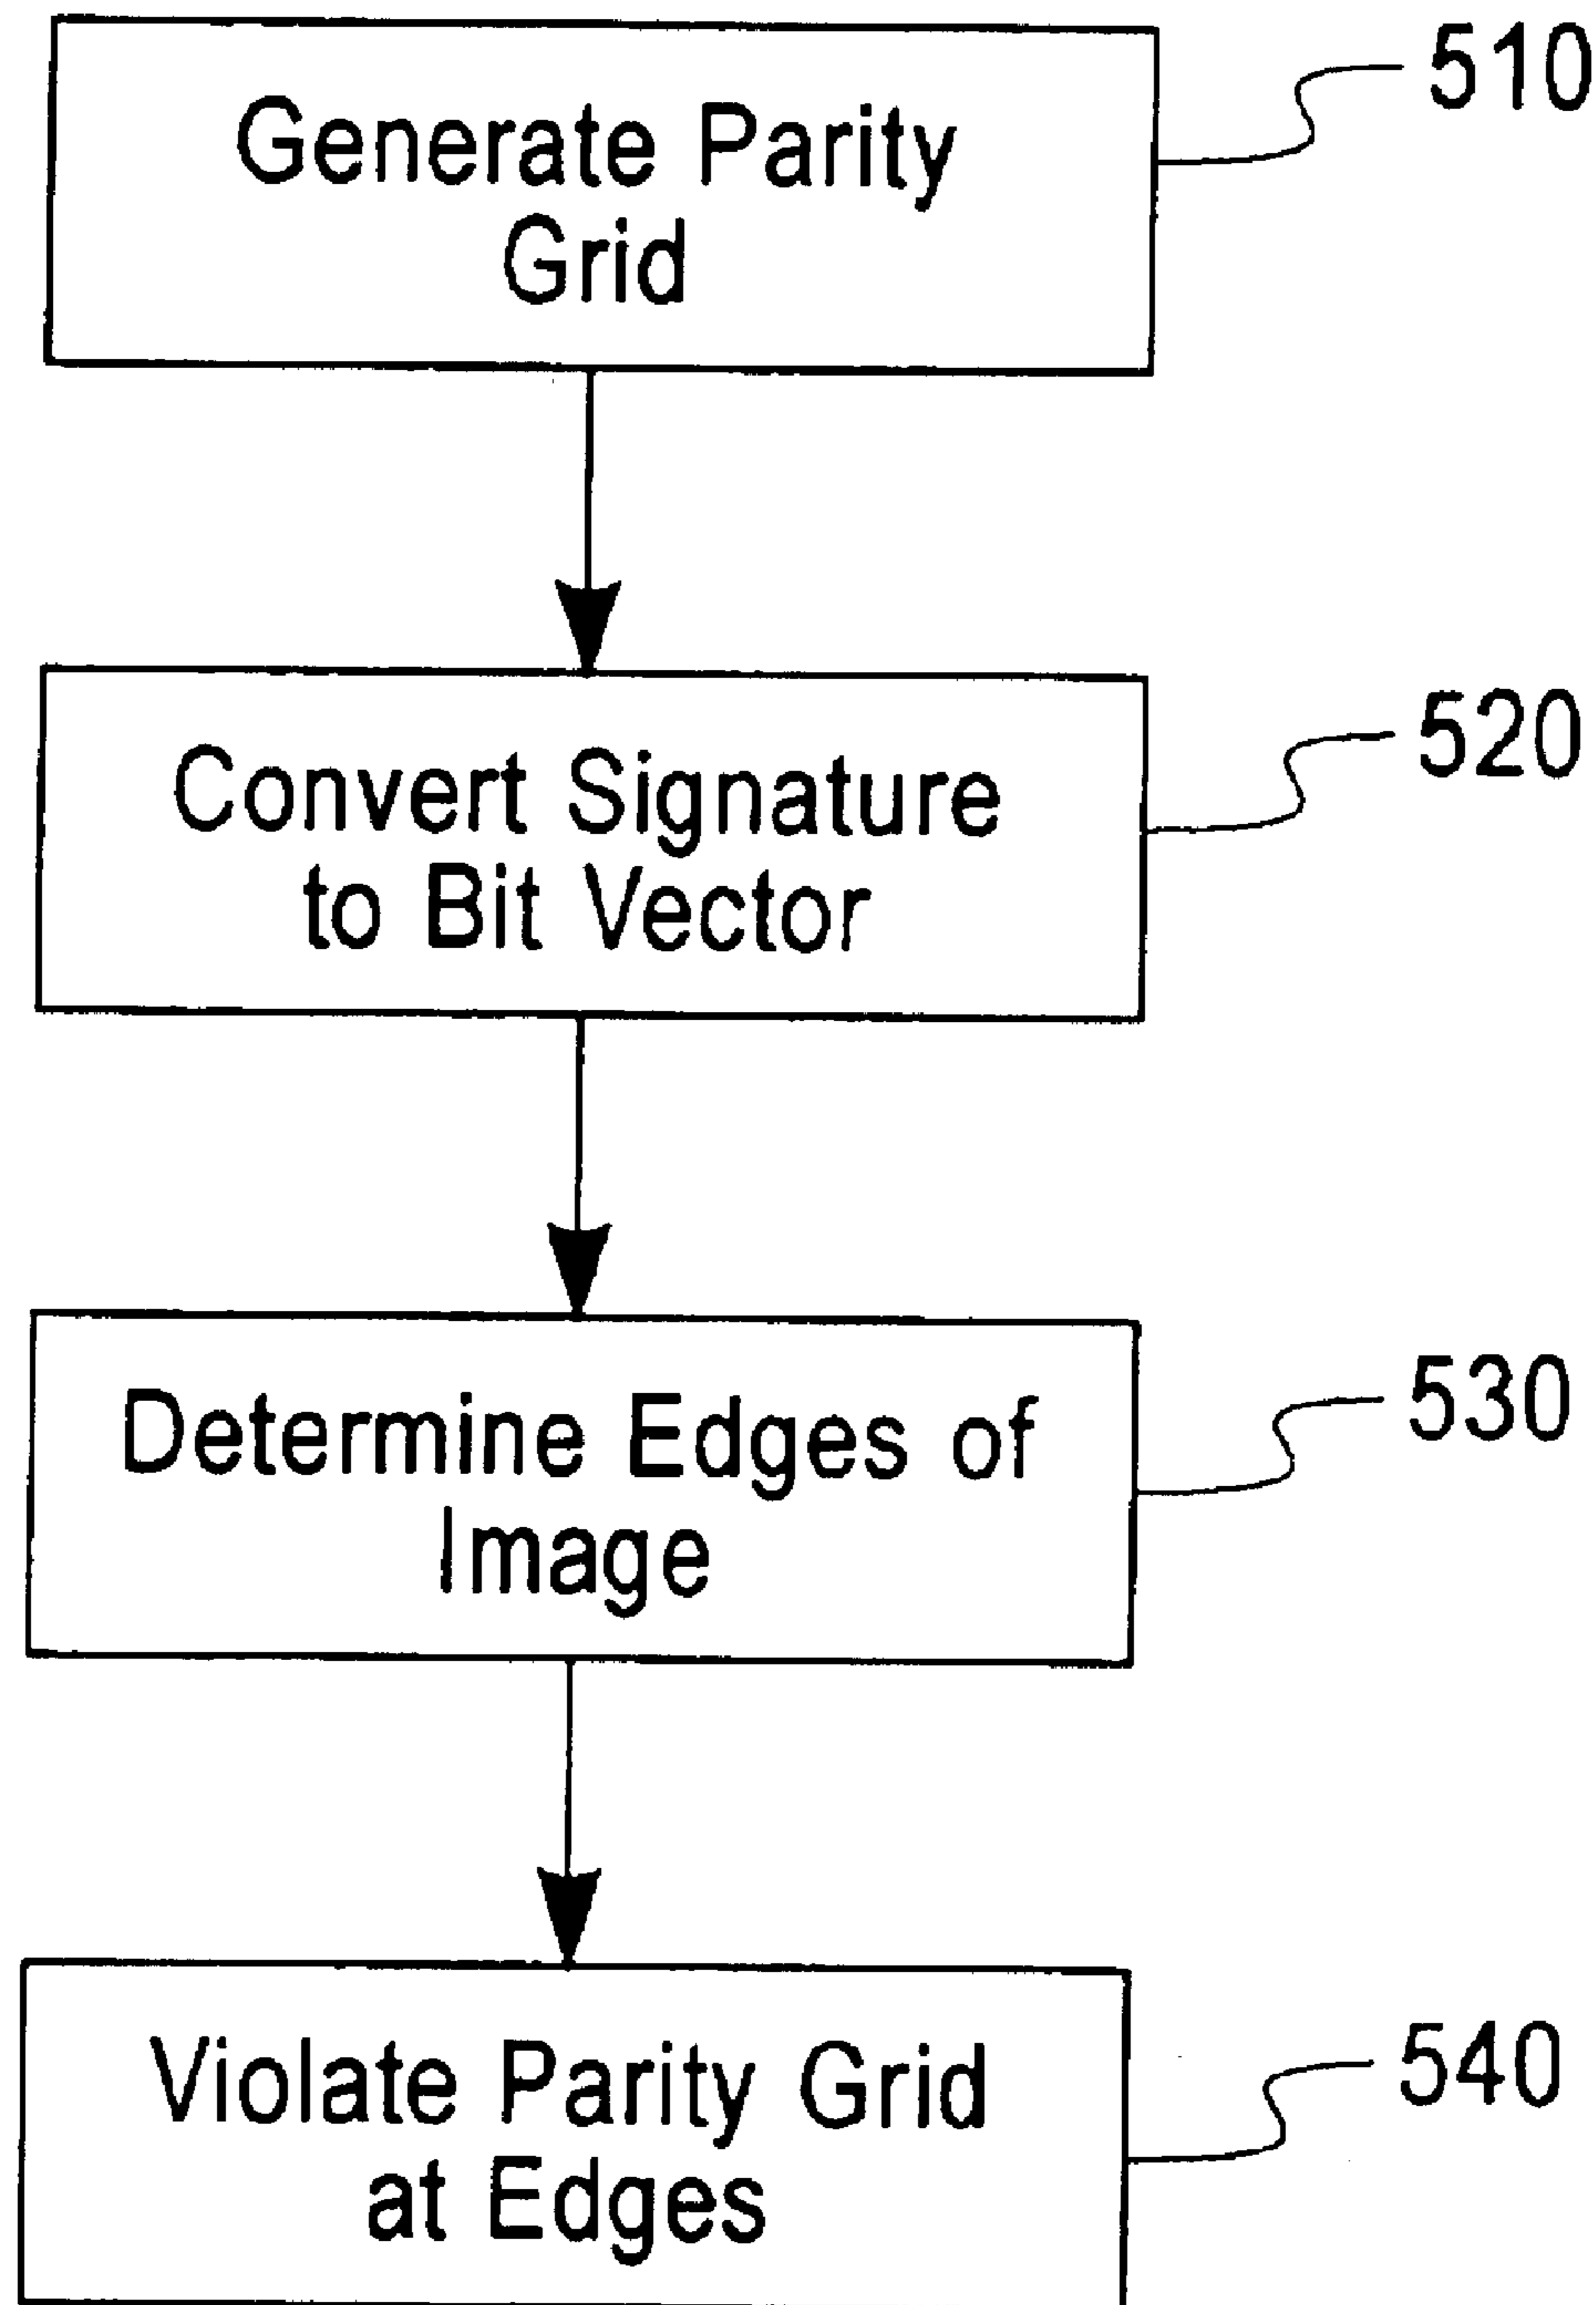 Generate Parity
Grid
510
Convert Signature
to Bit Vector
520
Determine Edges of
Image
530
Violate Parity Grid
at Edges
540